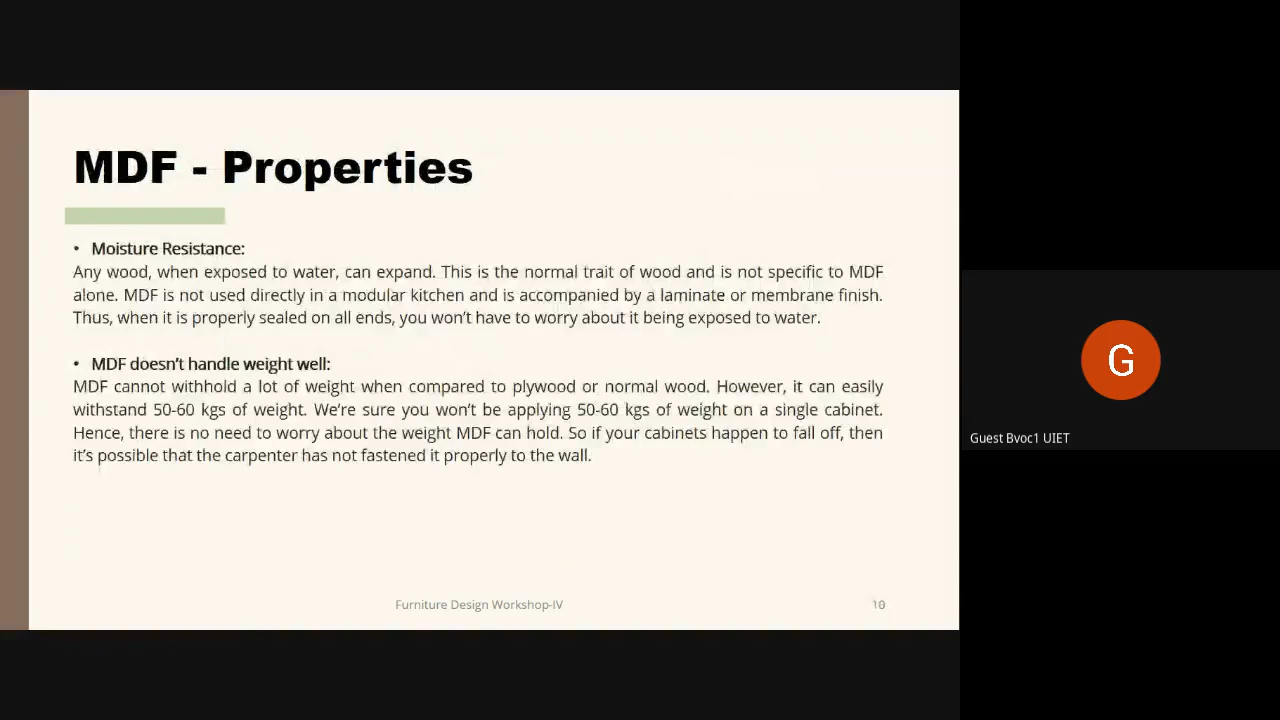 MDF - Properties
• Moisture Resistance:
Any wood, when exposed to water, can expand. This is the normal trait of wood and is not specific to MDF
alone. MDF is not used directly in a modular kitchen and is accompanied by a laminate or membrane finish.
Thus, when it is properly sealed on all ends, you won't have to worry about it being exposed to water.
• MDF doesn't handle weight well:
MDF cannot withhold a lot of weight when compared to plywood or normal wood. However, it can easily
withstand 50-60 kgs of weight. We're sure you won't be applying 50-60 kgs of weight on a single cabinet.
Hence, there is no need to worry about the weight MDF can hold. So if your cabinets happen to fall off, then
it's possible that the carpenter has not fastened it properly to the wall.
Furniture Design Workshop-IV
G
Guest Bvoc1 UIET